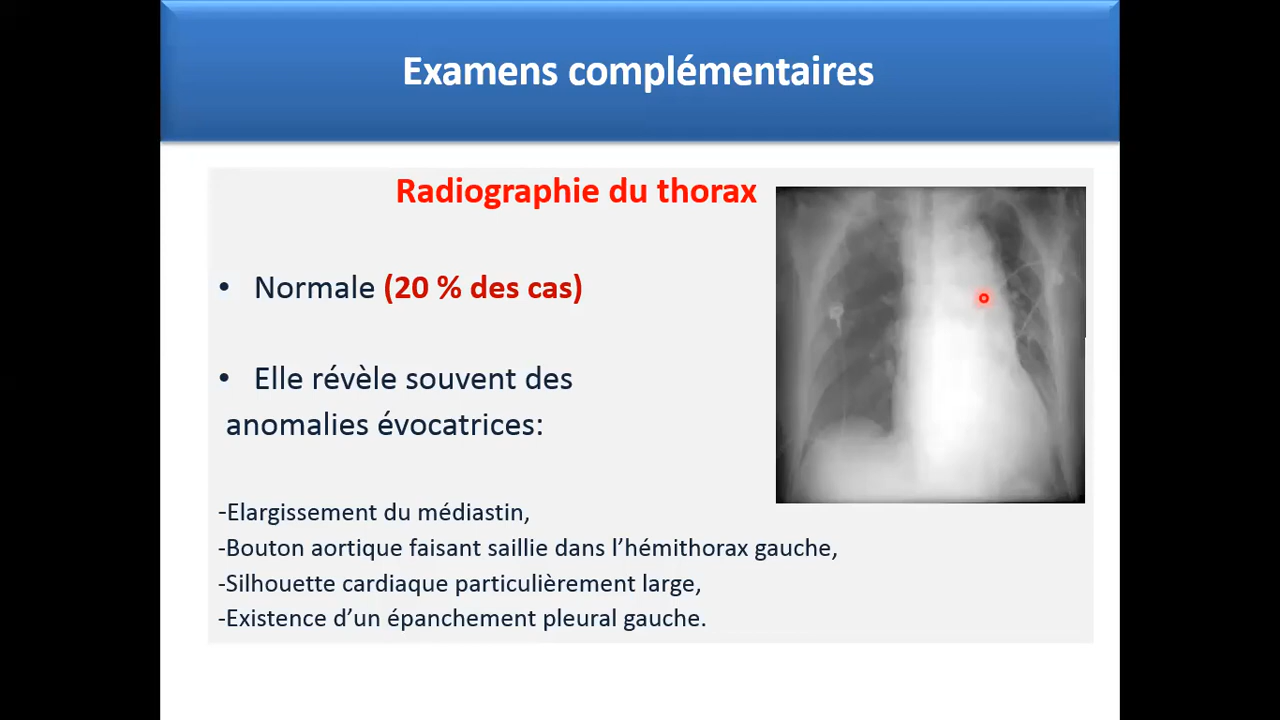 Examens complémentaires
Radiographie du thorax
• Normale (20 % des cas)
• Elle révèle souvent des
anomalies évocatrices:
-Elargissement du médiastin,
-Bouton aortique faisant saillie dans l’hémithorax gauche,
-Silhouette cardiaque particulièrement large,
-Existence d’un épanchement pleural gauche.